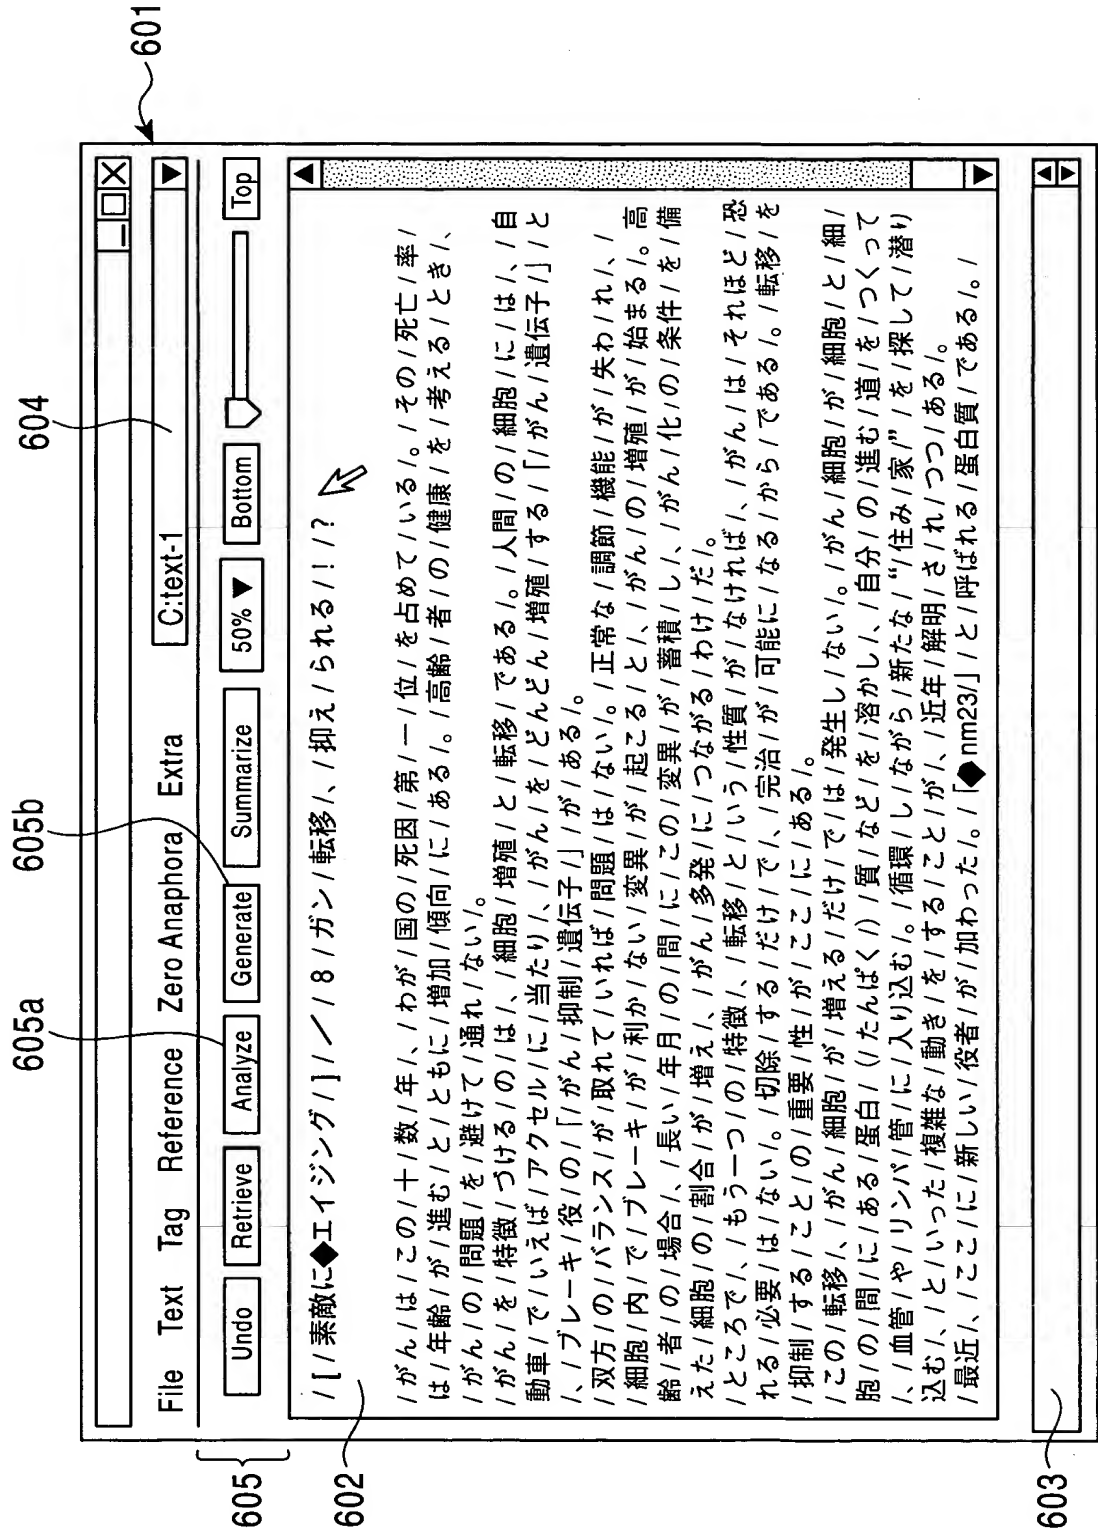 604
605a
605b
601
File Text Tag Reference Zero Anaphora Extra
C:text-1
605
Undo
Retrieve
Analyze
Generate
Summarize
50% ▼
Bottom
Top
602
/ [ / 素敵に◆エイジング / ] / ／ / 8 / ガン / 転移 /、/ 抑え / られる / ! / ?
/ がん / は / この / 十 / 数 / 年 /、/ わが / 国の / 死因 / 第 / 一 / 位 / を / 占めて / いる /。/ その / 死亡 / 率 /
は / 年齢 / が / 進む / と / ともに / 増加 / 傾向 / に / ある /。/ 高齢 / 者 / の / 健康 / を / 考える / とき /、
/ がん / の / 問題 / を / 避けて / 通れ / ない /。
/ がん / を / 特徴 / づける / の / は /、/ 細胞 / 増殖 / と / 転移 / である /。/ 人間 / の / 細胞 / に / は /、/ 自
動車 / で / いえば / アクセル / に / 当たり /、/ がん / を / どんどん / 増殖 / する / 「 / がん / 遺伝子 / 」 / と
/、/ ブレーキ / 役 / の / 「 / がん / 抑制 / 遺伝子 / 」 / が / ある /。
/ 双方 / の / バランス / が / 取れて / いれば / 問題 / は / ない /。/ 正常 な / 調節 / 機能 / が / 失わ / れ /、/
/ 細胞 / 内 / で / ブレーキ / が / 利か / ない / 変異 / が / 起こる / と /、/ がん / の / 増殖 / が / 始まる /。高
齢 / 者 / の / 場合 /、/ 長い / 年月 / の / 間 / に / この / 変異 / が / 蓄積 / し /、/ がん / 化 / の / 条件 / を / 備
えた / 細胞 / の / 割合 / が / 増え /、/ がん / 多発 / に / つながる / わけ / だ /。
/ ところで /、/ もう一つ / の / 特徴 /、/ 転移 / と / いう / 性質 / が / なければ /、/ がん / は / それほど / 恐
れる / 必要 / は / ない /。/ 切除 / する / だけ / で /、/ 完治 / が / 可能に / なる / から / である /。/ 転移 / を
/ 抑制 / する / こと / の / 重要 / 性 / が / ここ / に / ある /。
/ この / 転移 /、/ がん / 細胞 / が / 増える / だけ / で / は / 発生 し / ない /。/ がん / 細胞 / が / 細胞 / と / 細 /
胞 / の / 間 / に / ある / 蛋白 / ( / たんぱく / ) / 質 / など / を / 溶かし /、/ 自分 / の / 進む / 道 / を / つくって
/、/ 血管 / や / リンパ / 管 / に / 入り / 込む /。/ 循環 / し / ながら / 新たな / “ / 住み / 家 / ” / を / 探して / 潜り
込む /、/ と / いった / 複雑 な / 動き / を / する / こと / が /、/ 近年 / 解明 / さ / れ / つつ / ある /。
/ 最近 /、/ ここ / に / 新しい / 役者 / が / 加わった /。/ 「 ◆ nm23 / 」 / と / 呼ばれる / 蛋白質 / である /。/
603